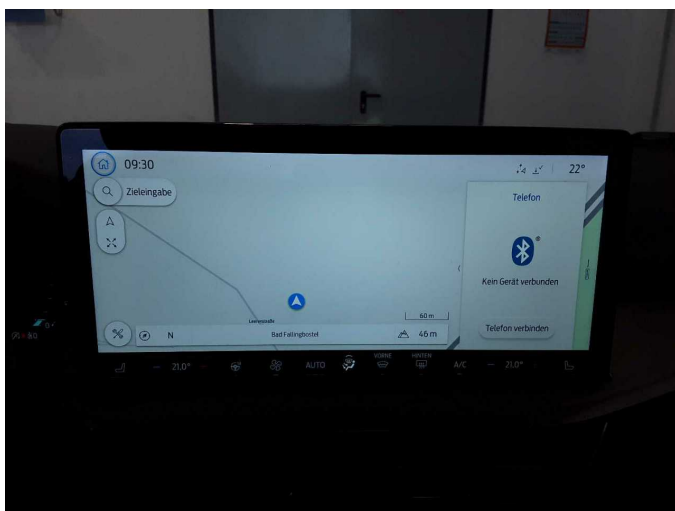 09:30
22°
Zieleingabe
Telefon
Kein Gerät verbunden
60 m
N
Bad Fallingbostel
46 m
Telefon verbinden
VORNE
HINTEN
21.0°
AUTO
A/C
21.0°